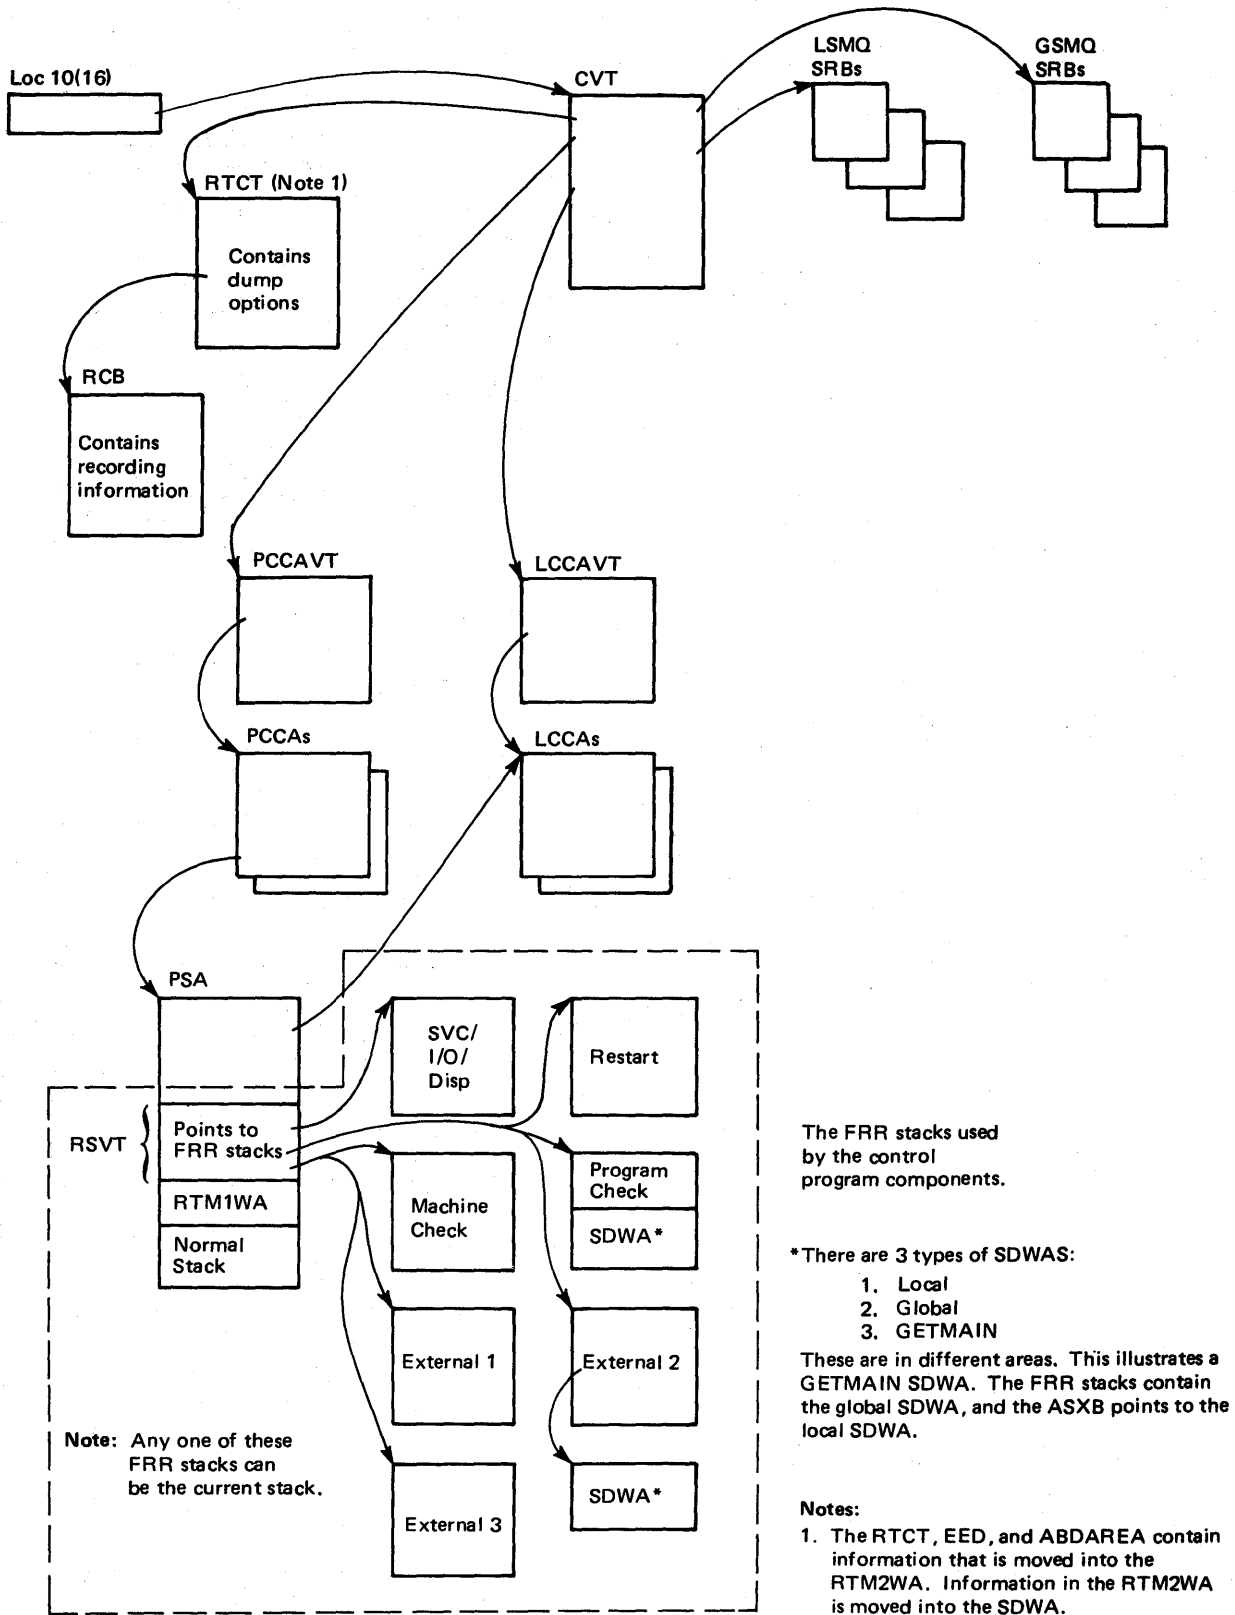 LSMQ
SRBs
GSMQ
SRBs
Loc 10(16)
CVT
RTCT (Note 1)
Contains
dump
options
RCB
Contains
recording
information
PCCAVT
LCCAVT
PCCAs
LCCAs
PSA
SVC/
I/O/
Disp
Restart
RSVT
Points to
FRR stacks
RTM1WA
Normal
Stack
Machine
Check
Program
Check
SDWA*
External 1
External 2
External 3
SDWA*
Note: Any one of these
FRR stacks can
be the current stack.
The FRR stacks used
by the control
program components.
*There are 3 types of SDWAS:
1. Local
2. Global
3. GETMAIN
These are in different areas. This illustrates a
GETMAIN SDWA. The FRR stacks contain
the global SDWA, and the ASXB points to the
local SDWA.
Notes:
1. The RTCT, EED, and ABDAREA contain
information that is moved into the
RTM2WA. Information in the RTM2WA
is moved into the SDWA.